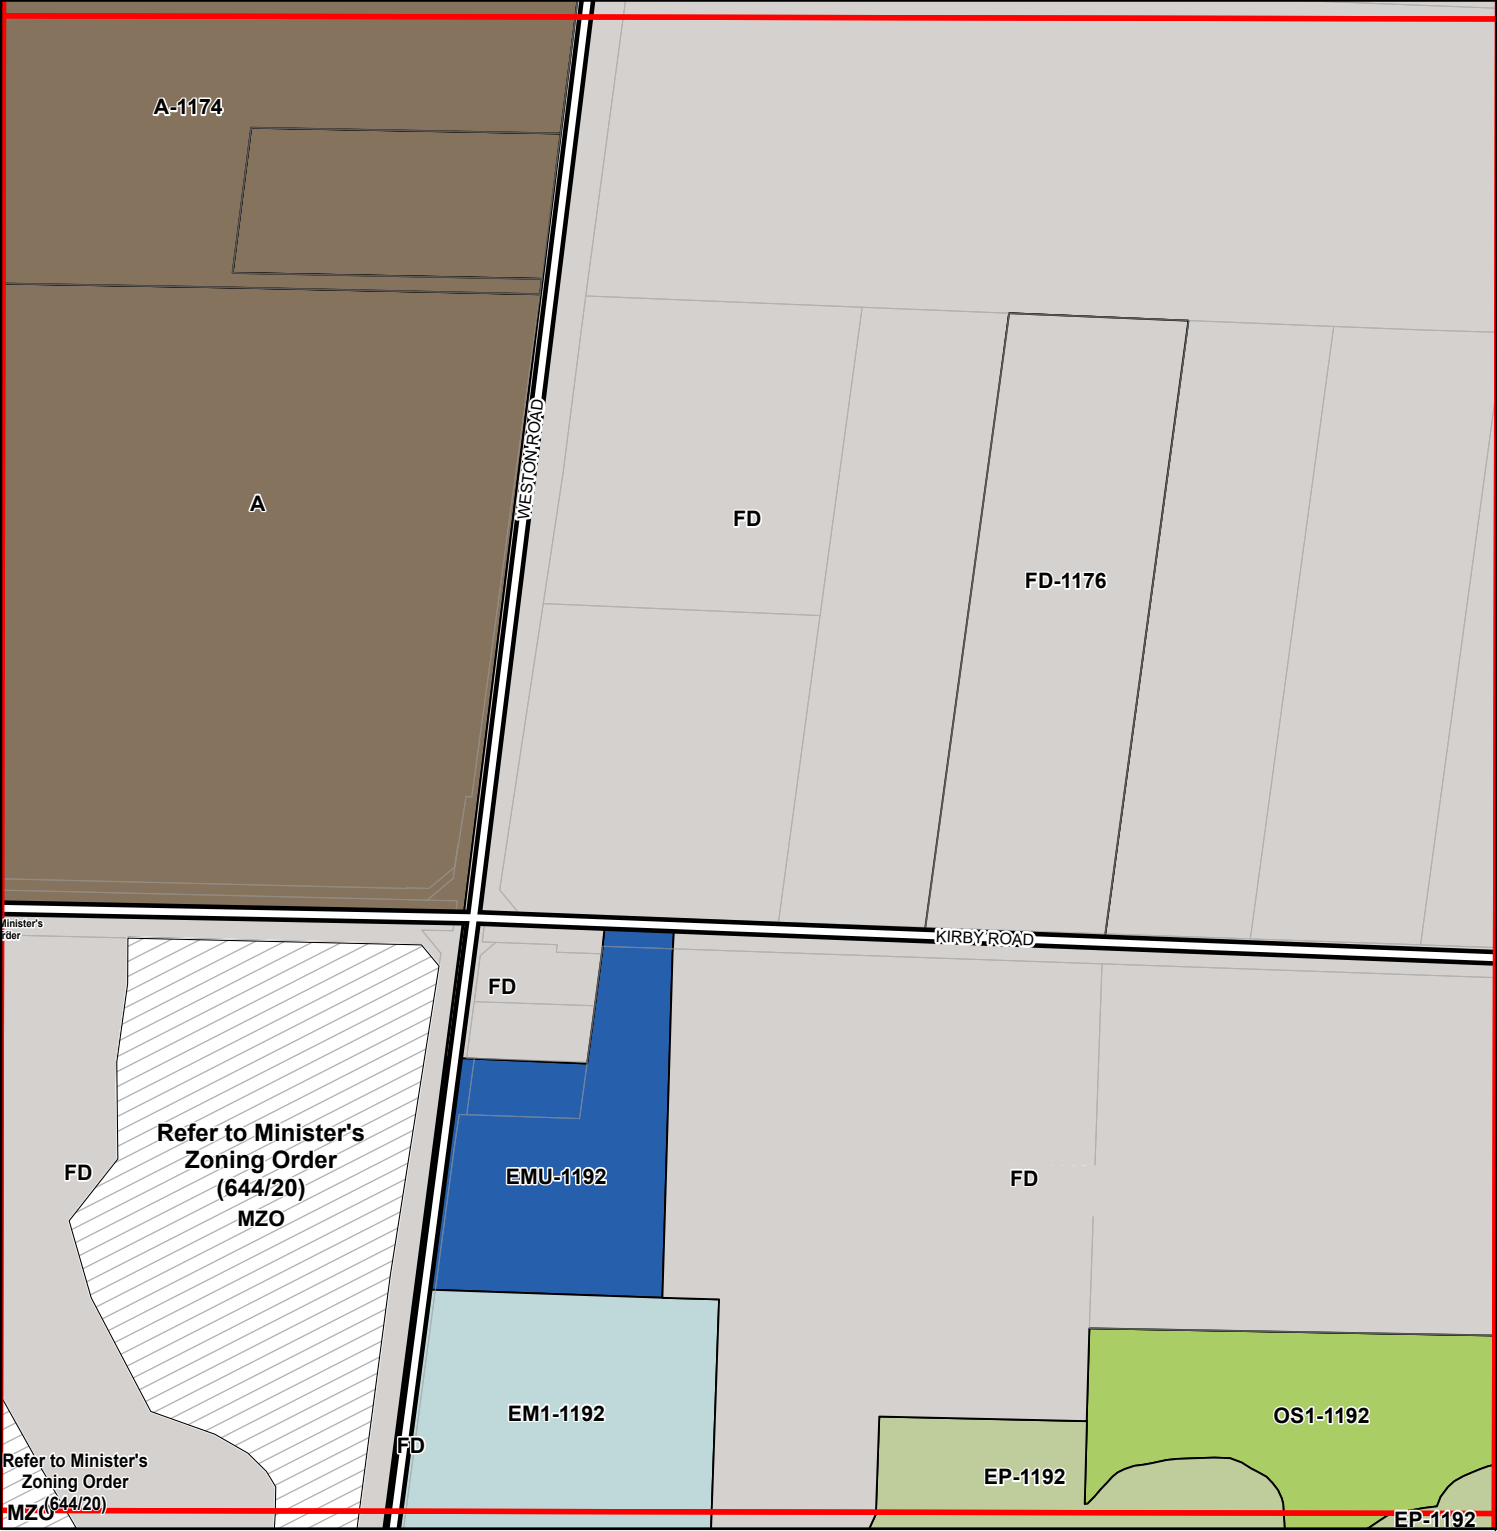 A-1174
WESTON ROAD
A
FD
FD-1176
Minister's
rder
KIRBY ROAD
FD
Refer to Minister's
Zoning Order
(644/20)
MZO
FD
EMU-1192
FD
EM1-1192
OS1-1192
FD
Refer to Minister's
Zoning Order
(644/20)
MZO
EP-1192
EP-1192